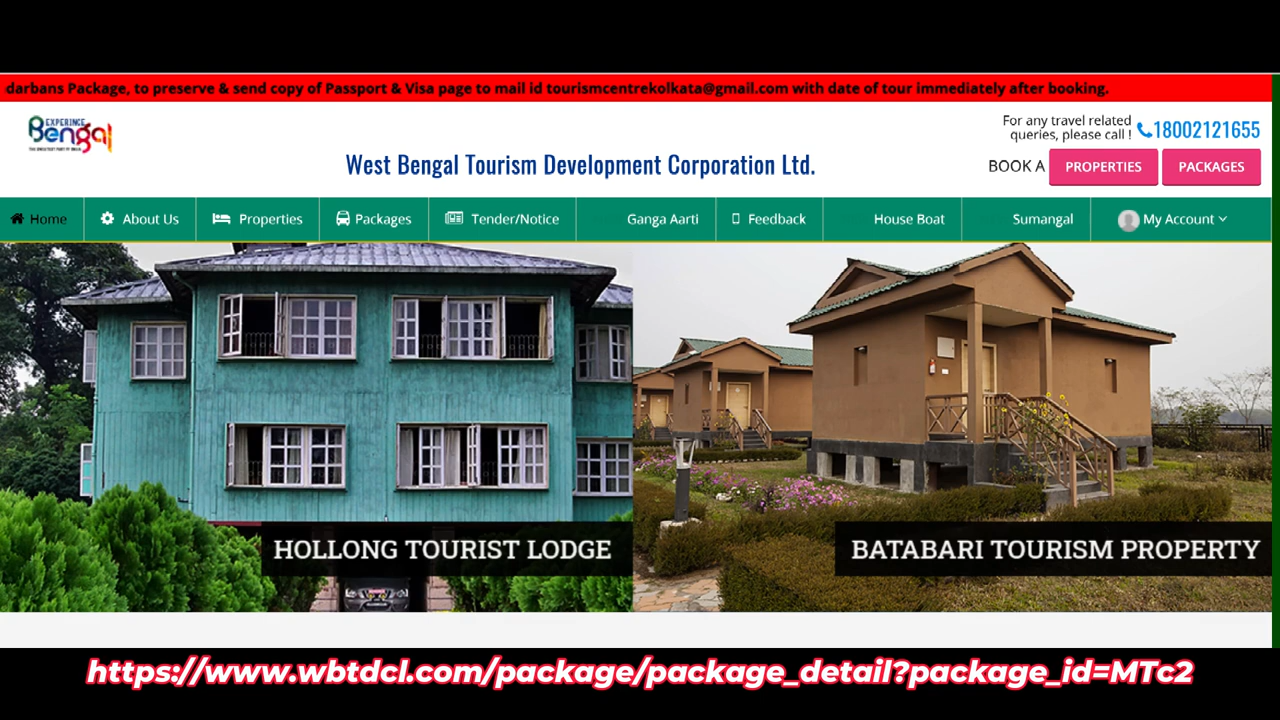 darbans Package, to preserve & send copy of Passport & Visa page to mail id tourismcentrekolkata@gmail.com with date of tour immediately after booking.
EXPERINCE
Bengal
For any travel related
queries, please call ! 18002121655
West Bengal Tourism Development Corporation Ltd.
BOOK A PROPERTIES PACKAGES
Home About Us Properties Packages Tender/Notice Ganga Aarti Feedback House Boat Sumangal My Account
HOLLONG TOURIST LODGE
BATABARI TOURISM PROPERTY
https://www.wbtdcl.com/package/package_detail?package_id=MTc2